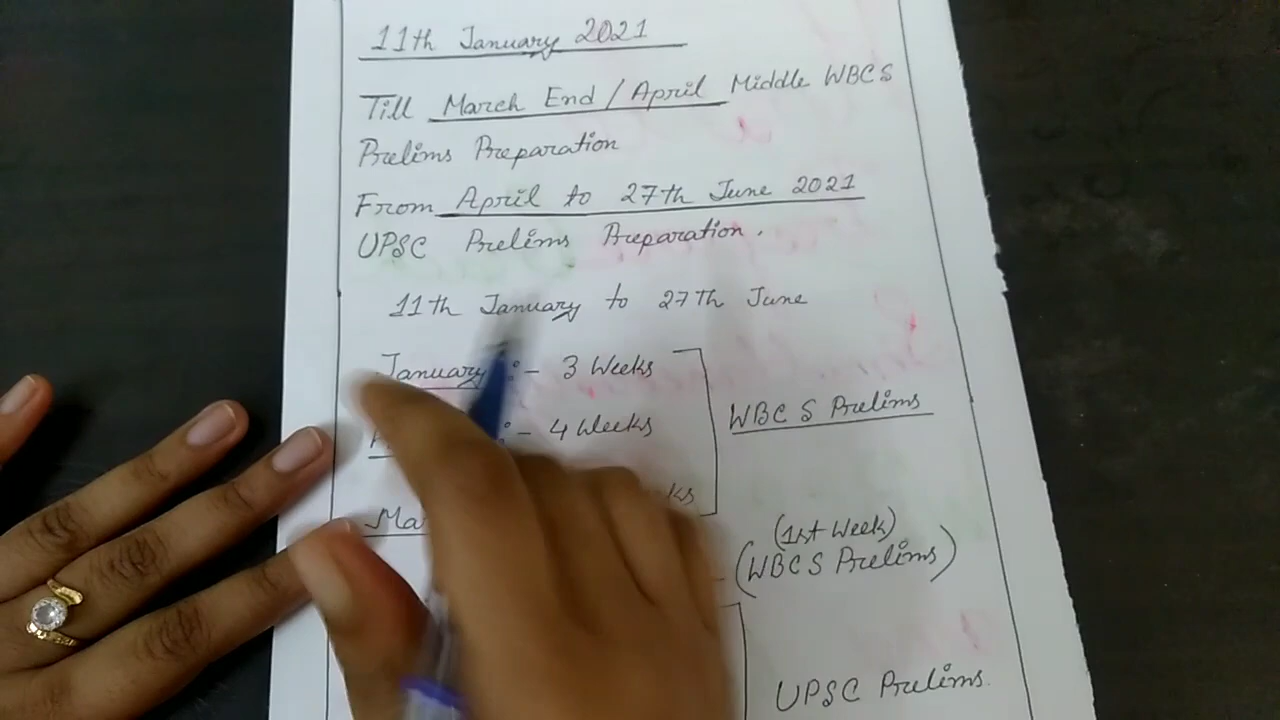 11th January 2021
Till March End / April Middle WBCS
Prelims Preparation
From April to 27th June 2021
UPSC Prelims Preparation.
11th January to 27Th June
January :- 3 Weeks
:- 4 Weeks
WBCS Prelims
(1st Week)
(WBCS Prelims)
UPSC Prelims.